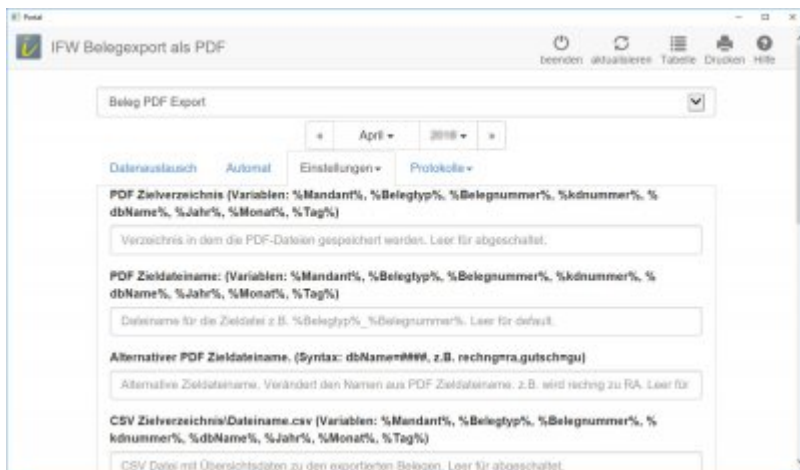 Portal
IFW Belegexport als PDF
beenden aktualisieren Tabelle Drucken Hilfe
Beleg PDF Export
« April 2018 »
Datenaustausch Automat Einstellungen Protokolle
PDF Zielverzeichnis (Variablen: %Mandant%, %Belegtyp%, %Belegnummer%, %kdnummer%, %
dbName%, %Jahr%, %Monat%, %Tag%)
Verzeichnis in dem die PDF-Dateien gespeichert werden. Leer für abgeschaltet.
PDF Zieldateiname: (Variablen: %Mandant%, %Belegtyp%, %Belegnummer%, %kdnummer%, %
dbName%, %Jahr%, %Monat%, %Tag%)
Dateiname für die Zieldatei z.B. %Belegtyp%_%Belegnummer%. Leer für default.
Alternativer PDF Zieldateiname. (Syntax: dbName=####, z.B. rechng=ra,gutsch=gu)
Alternative Zieldateiname. Verändert den Namen aus PDF Zieldateiname. z.B. wird rechng zu RA. Leer für
CSV Zielverzeichnis\Dateiname.csv (Variablen: %Mandant%, %Belegtyp%, %Belegnummer%, %
kdnummer%, %dbName%, %Jahr%, %Monat%, %Tag%)
CSV Datei mit Übersichtsdaten zu den exportierten Belegen. Leer für abgeschaltet.